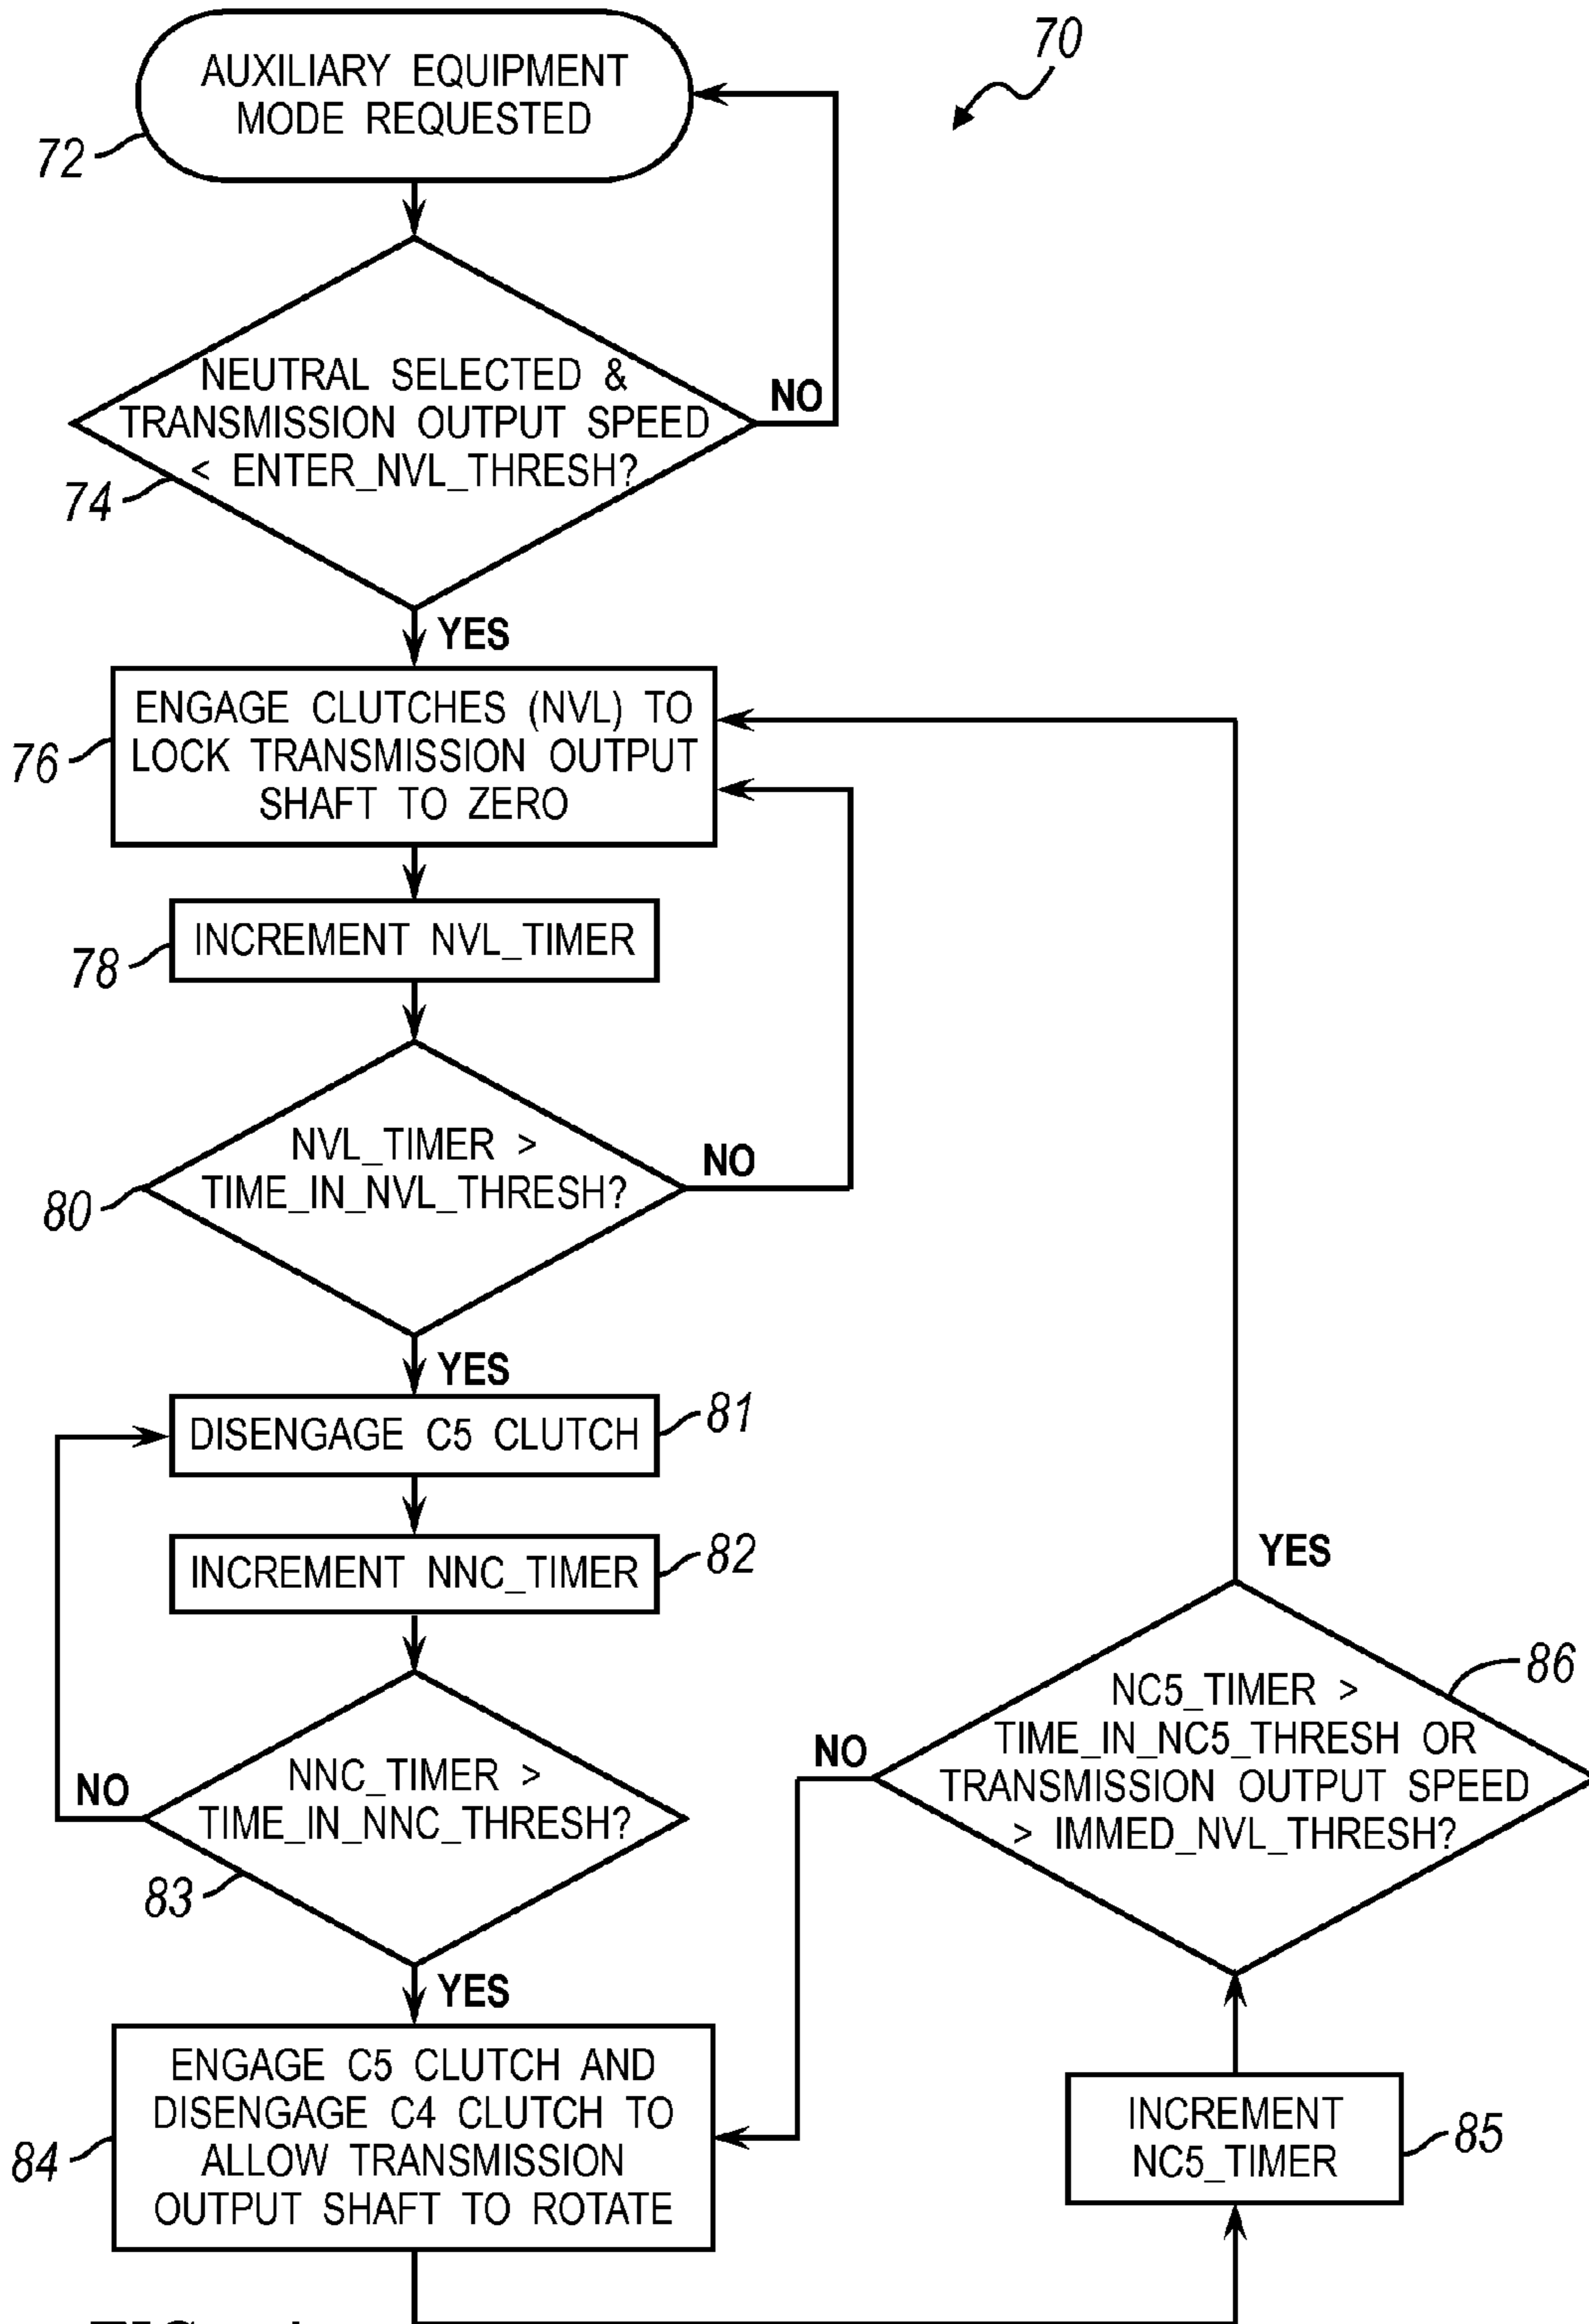 70
AUXILIARY EQUIPMENT
MODE REQUESTED
72
NEUTRAL SELECTED &
TRANSMISSION OUTPUT SPEED
< ENTER_NVL_THRESH?
NO
74
YES
ENGAGE CLUTCHES (NVL) TO
LOCK TRANSMISSION OUTPUT
SHAFT TO ZERO
76
INCREMENT NVL_TIMER
78
NVL_TIMER >
TIME_IN_NVL_THRESH?
NO
80
YES
DISENGAGE C5 CLUTCH
81
INCREMENT NNC_TIMER
82
NNC_TIMER >
TIME_IN_NNC_THRESH?
NO
83
YES
ENGAGE C5 CLUTCH AND
DISENGAGE C4 CLUTCH TO
ALLOW TRANSMISSION
OUTPUT SHAFT TO ROTATE
84
INCREMENT
NC5_TIMER
85
NC5_TIMER >
TIME_IN_NC5_THRESH OR
TRANSMISSION OUTPUT SPEED
> IMMED_NVL_THRESH?
86
NO
YES